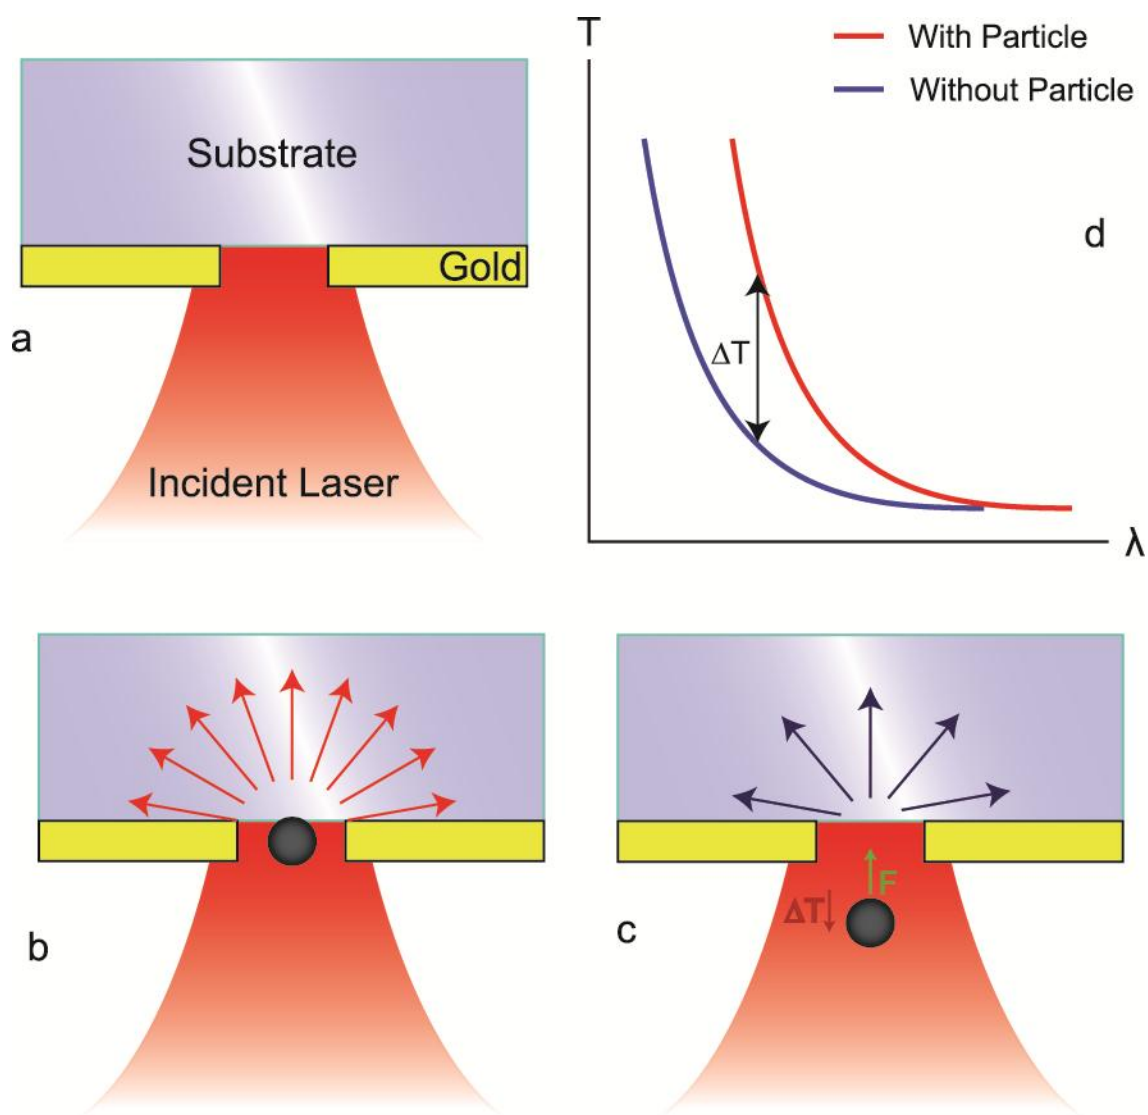 Substrate
Gold
a
Incident Laser
T
With Particle
Without Particle
d
ΔT
λ
b
F
ΔT
c